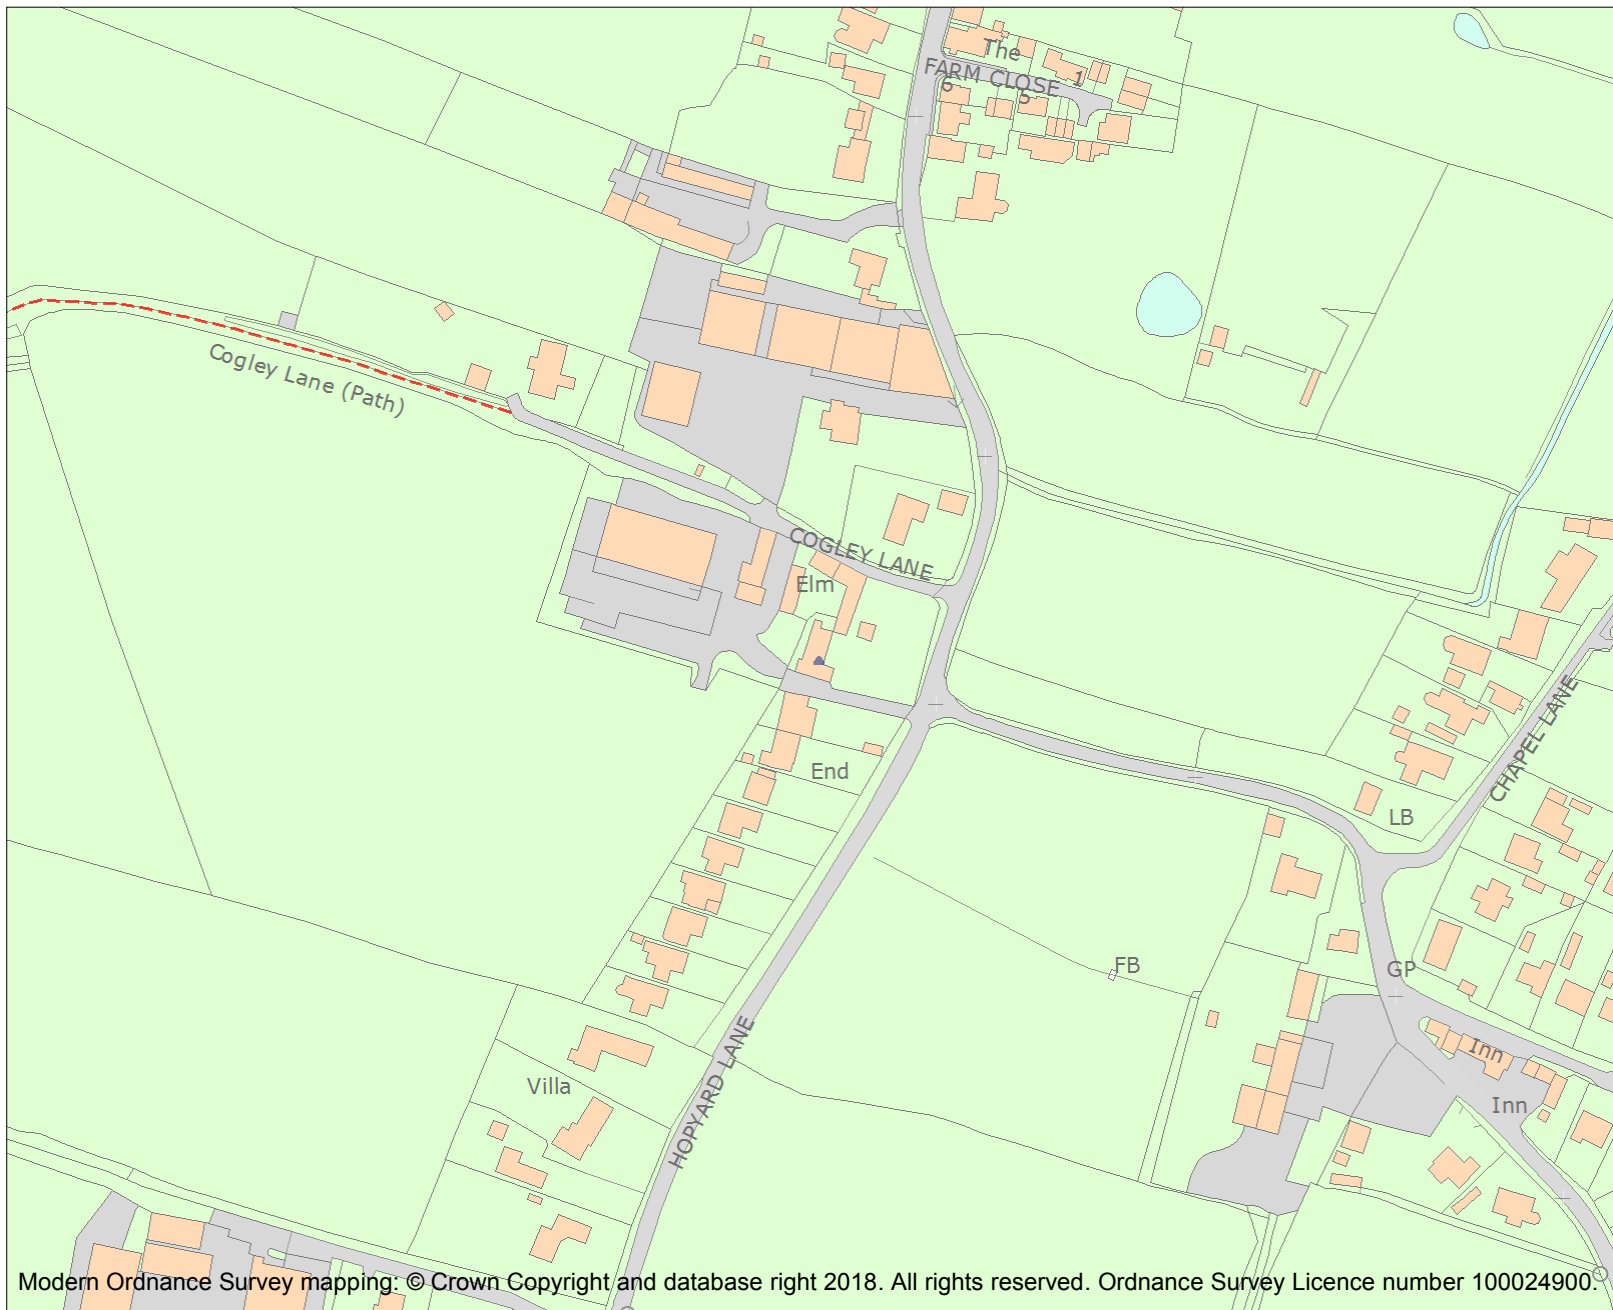 The
FARM CLOSE
1
6
5
Cogley Lane (Path)
COGLEY LANE
Elm
CHAPEL LANE
End
LB
FB
GP
HOPYARD LANE
Inn
Villa
Inn
Modern Ordnance Survey mapping: © Crown Copyright and database right 2018. All rights reserved. Ordnance Survey Licence number 100024900.